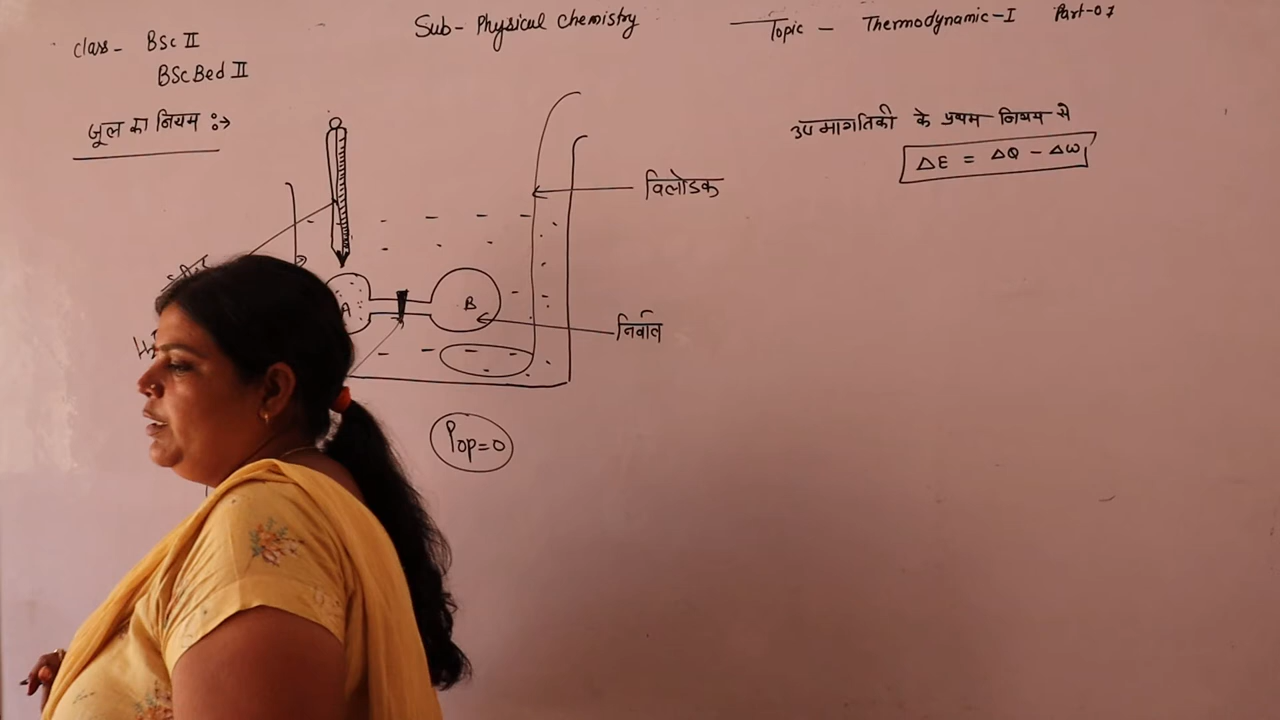 Class - BSc II
BSc Bed II
Sub- Physical Chemistry
Topic - Thermodynamic-I Part-07
जूल का नियम :→
A
B
विलोडक
निर्वात
Pop=0
उष्मागतिकी के प्रथम नियम से
ΔE = ΔQ - ΔW